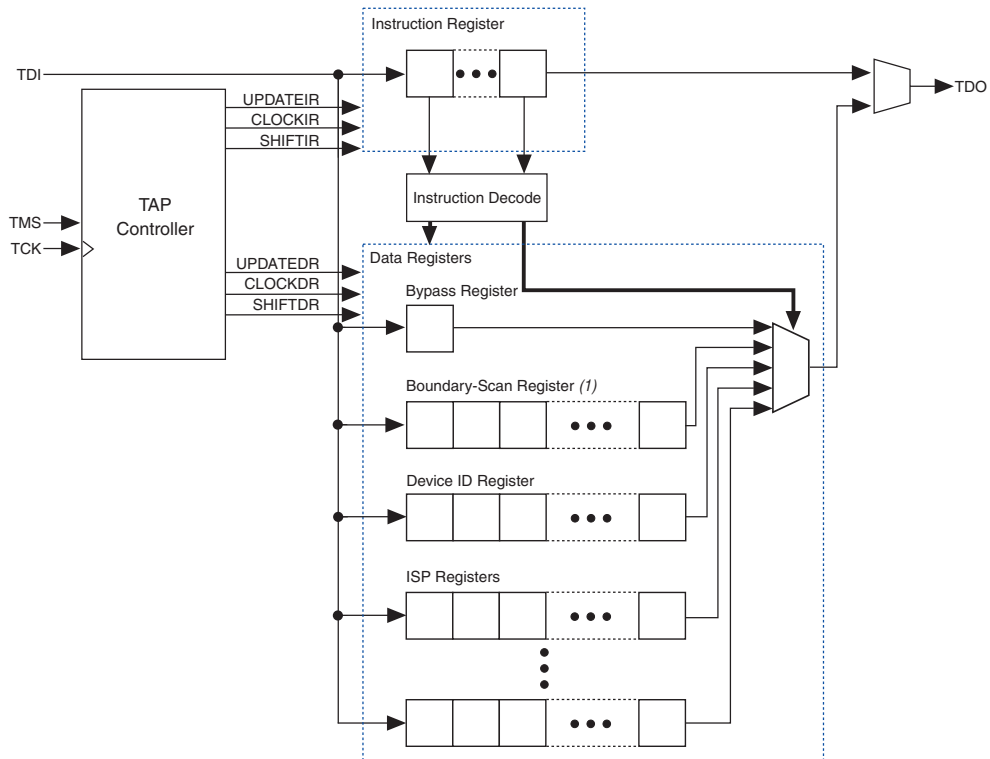 Instruction Register
TDI
TDO
UPDATEIR
CLOCKIR
SHIFTIR
TAP
Controller
Instruction Decode
TMS
TCK
UPDATEDR
CLOCKDR
SHIFTDR
Data Registers
Bypass Register
Boundary-Scan Register (1)
Device ID Register
ISP Registers